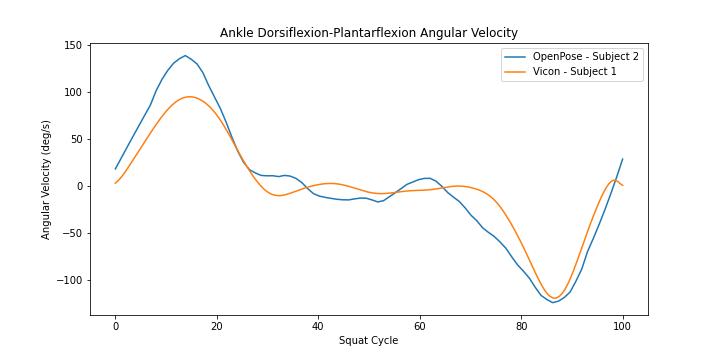 Ankle Dorsiflexion-Plantarflexion Angular Velocity
OpenPose - Subject 2
Vicon - Subject 1
Angular Velocity (deg/s)
150
100
50
0
−50
−100
0
20
40
60
80
100
Squat Cycle